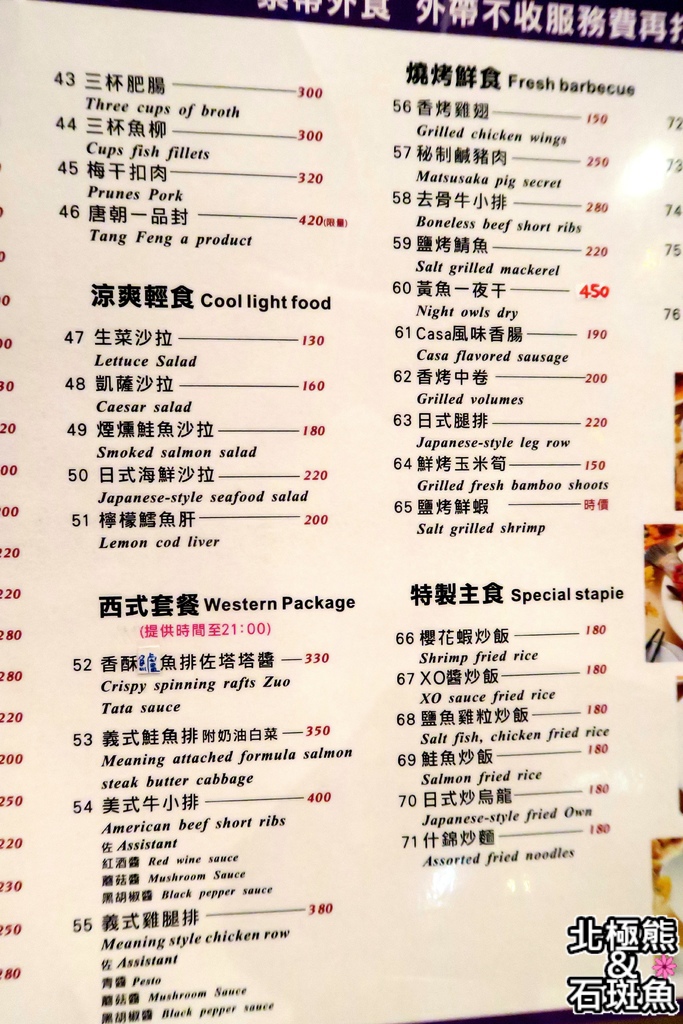 外帶不收服務費再
43 三杯肥腸 300
Three cups of broth
44 三杯魚柳 300
Cups fish fillets
45 梅干扣肉 320
Prunes Pork
46 唐朝一品封 420(限量)
Tang Feng a product
涼爽輕食 Cool light food
47 生菜沙拉 130
Lettuce Salad
48 凱薩沙拉 160
Caesar salad
49 煙燻鮭魚沙拉 180
Smoked salmon salad
50 日式海鮮沙拉 220
Japanese-style seafood salad
51 檸檬鱈魚肝 200
Lemon cod liver
西式套餐 Western Package
(提供時間至21:00)
52 香酥鱸魚排佐塔塔醬 330
Crispy spinning rafts Zuo
Tata sauce
53 義式鮭魚排附奶油白菜 350
Meaning attached formula salmon
steak butter cabbage
54 美式牛小排 400
American beef short ribs
佐 Assistant
紅酒醬 Red wine sauce
蘑菇醬 Mushroom Sauce
黑胡椒醬 Black pepper sauce
55 義式雞腿排 380
Meaning style chicken row
佐 Assistant
青醬 Pesto
蘑菇醬 Mushroom Sauce
黑胡椒醬 Black pepper sauce
燒烤鮮食 Fresh barbecue
56 香烤雞翅 150
Grilled chicken wings
57 秘制鹹豬肉 250
Matsusaka pig secret
58 去骨牛小排 280
Boneless beef short ribs
59 鹽烤鯖魚 220
Salt grilled mackerel
60 黃魚一夜干 450
Night owls dry
61 Casa風味香腸 190
Casa flavored sausage
62 香烤中卷 200
Grilled volumes
63 日式腿排 220
Japanese-style leg row
64 鮮烤玉米筍 150
Grilled fresh bamboo shoots
65 鹽烤鮮蝦 時價
Salt grilled shrimp
特製主食 Special stapie
66 櫻花蝦炒飯 180
Shrimp fried rice
67 XO醬炒飯 180
XO sauce fried rice
68 鹽魚雞粒炒飯 180
Salt fish, chicken fried rice
69 鮭魚炒飯 180
Salmon fried rice
70 日式炒烏龍 180
Japanese-style fried Own
71 什錦炒麵 180
Assorted fried noodles
72
73
74
75
76
北極熊
&
石斑魚